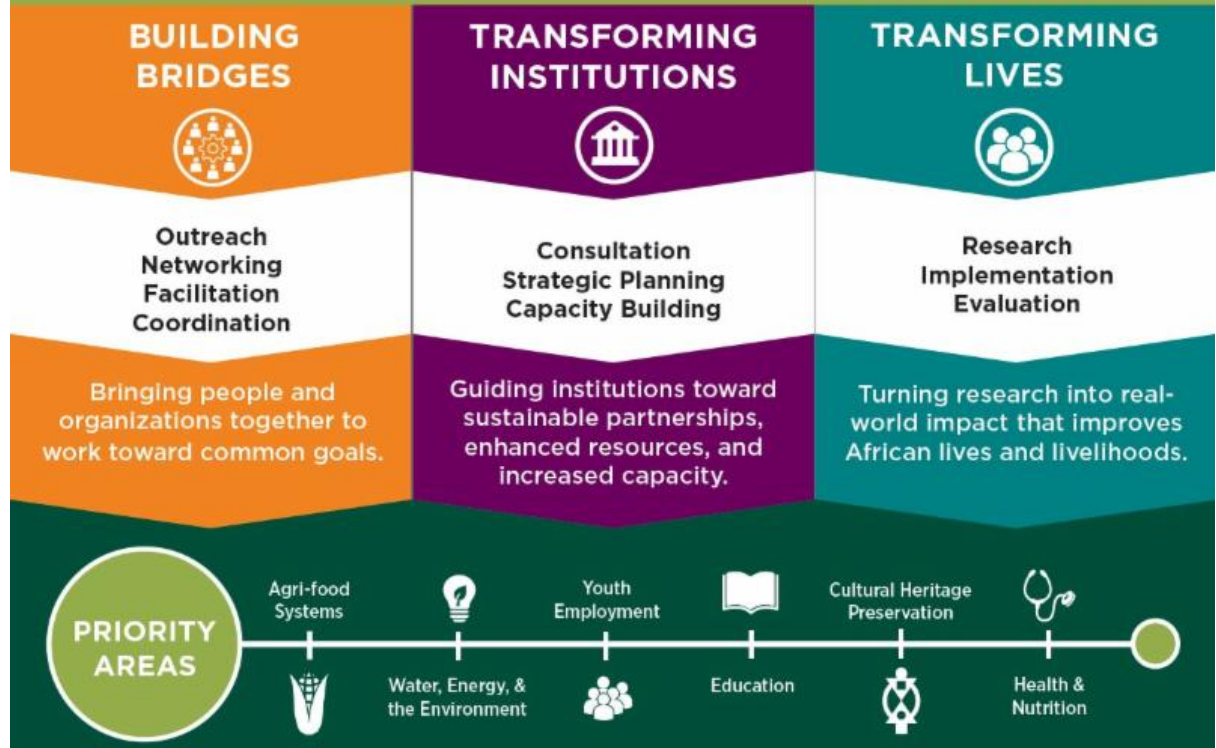 BUILDING
BRIDGES
Outreach
Networking
Facilitation
Coordination
Bringing people and
organizations together to
work toward common goals.
TRANSFORMING
INSTITUTIONS
Consultation
Strategic Planning
Capacity Building
Guiding institutions toward
sustainable partnerships,
enhanced resources, and
increased capacity.
TRANSFORMING
LIVES
Research
Implementation
Evaluation
Turning research into real-
world impact that improves
African lives and livelihoods.
PRIORITY
AREAS
Agri-food
Systems
Water, Energy, &
the Environment
Youth
Employment
Education
Cultural Heritage
Preservation
Health &
Nutrition